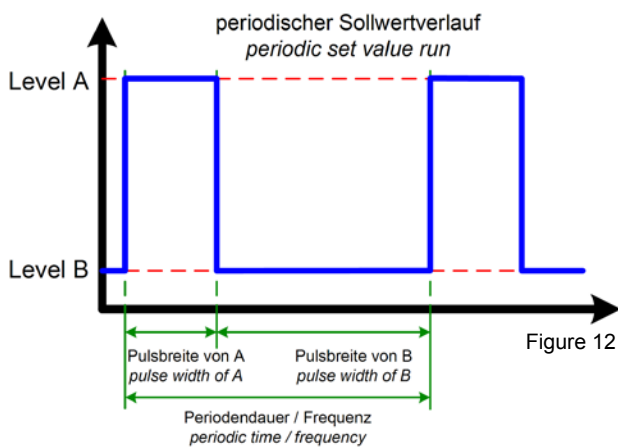 periodischer Sollwertverlauf
periodic set value run
Level A
Level B
Figure 12
Pulsbreite von A
pulse width of A
Pulsbreite von B
pulse width of B
Periodendauer / Frequenz
periodic time / frequency